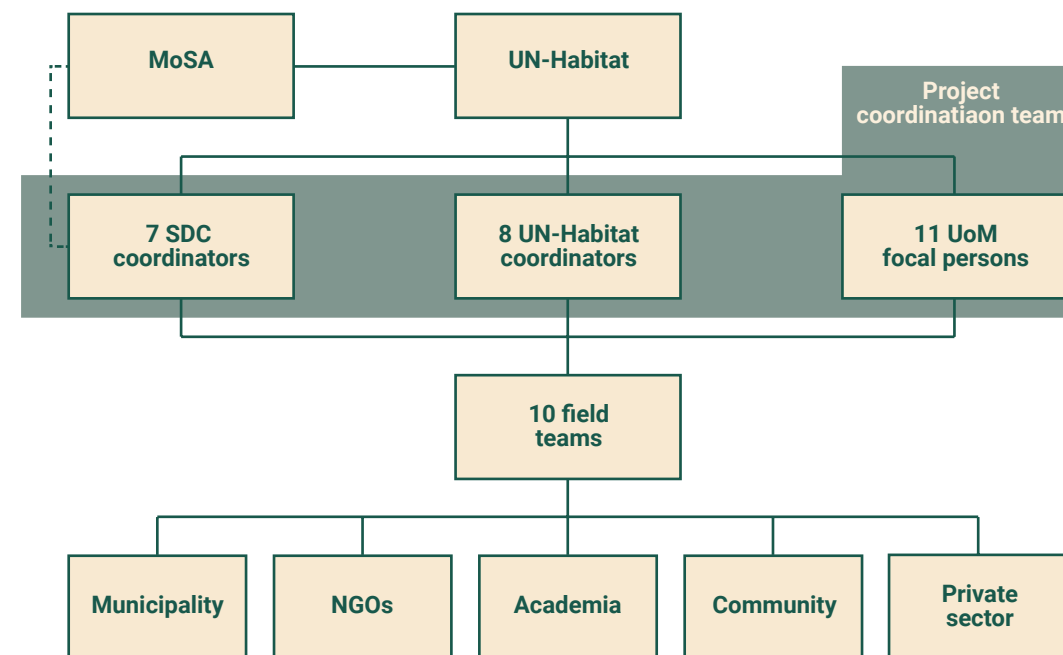 MoSA
UN-Habitat
Project
coordinatiaon team
7 SDC
coordinators
8 UN-Habitat
coordinators
11 UoM
focal persons
10 field
teams
Municipality
NGOs
Academia
Community
Private
sector